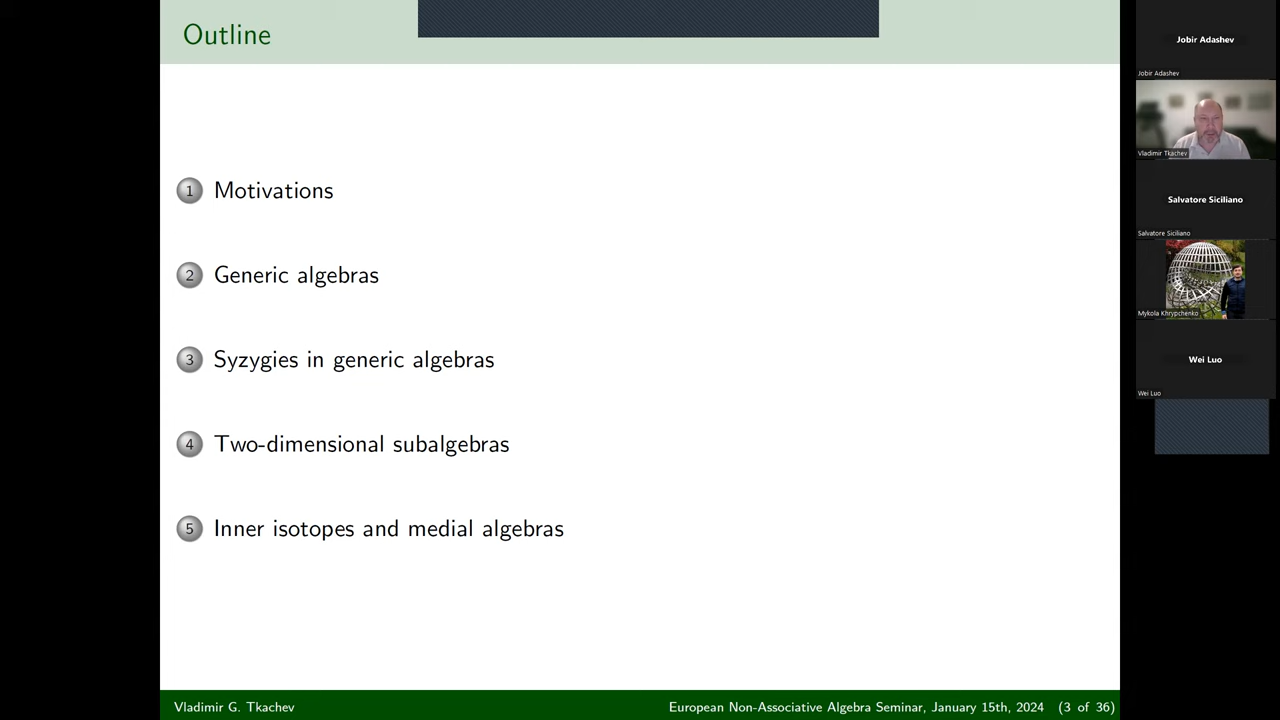 Outline
1 Motivations
2 Generic algebras
3 Syzygies in generic algebras
4 Two-dimensional subalgebras
5 Inner isotopes and medial algebras
Vladimir G. Tkachev
European Non-Associative Algebra Seminar, January 15th, 2024 (3 of 36)
Jobir Adashev
Jobir Adashev
Vladimir Tkachev
Salvatore Siciliano
Salvatore Siciliano
Mykola Khrypchenko
Wei Luo
Wei Luo